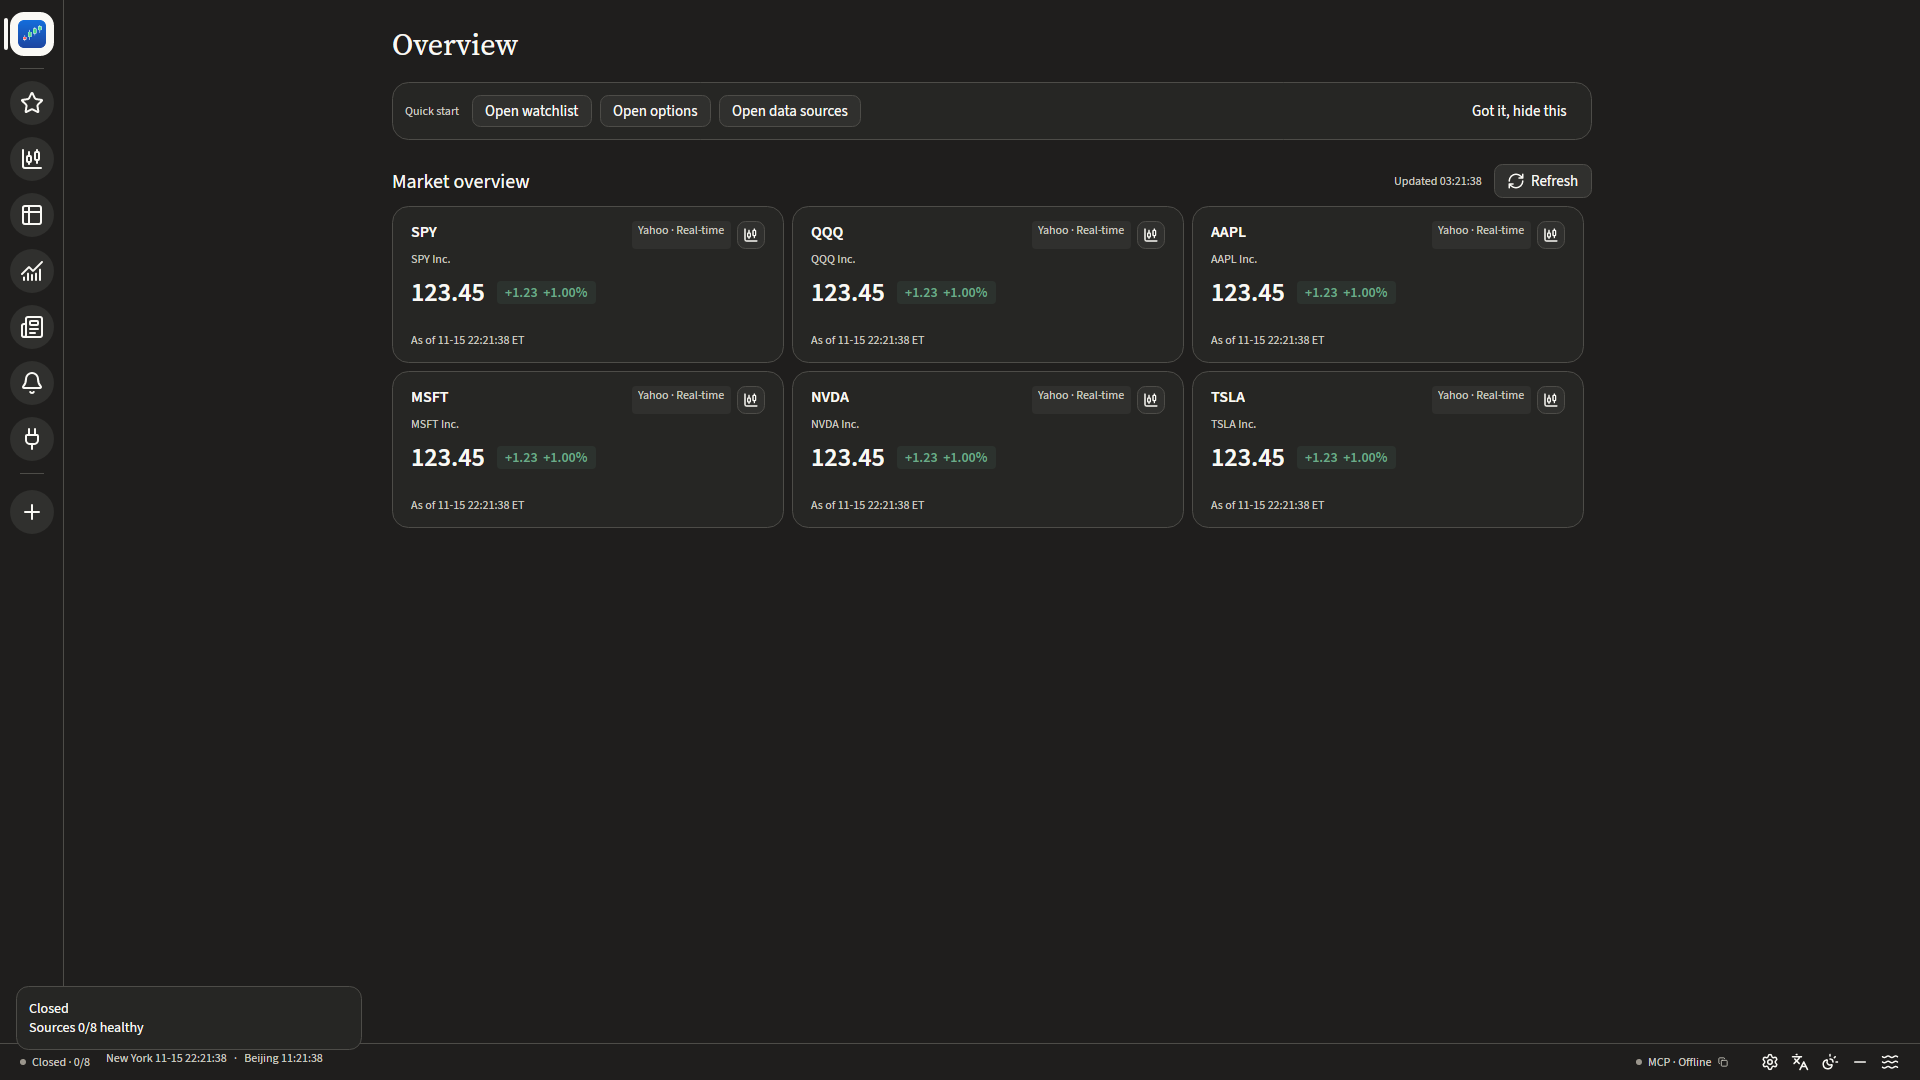 Overview
Quick start
Open watchlist
Open options
Open data sources
Got it, hide this
Market overview
Updated 03:21:38
Refresh
SPY
Yahoo · Real-time
SPY Inc.
123.45
+1.23 +1.00%
As of 11-15 22:21:38 ET
QQQ
Yahoo · Real-time
QQQ Inc.
123.45
+1.23 +1.00%
As of 11-15 22:21:38 ET
AAPL
Yahoo · Real-time
AAPL Inc.
123.45
+1.23 +1.00%
As of 11-15 22:21:38 ET
MSFT
Yahoo · Real-time
MSFT Inc.
123.45
+1.23 +1.00%
As of 11-15 22:21:38 ET
NVDA
Yahoo · Real-time
NVDA Inc.
123.45
+1.23 +1.00%
As of 11-15 22:21:38 ET
TSLA
Yahoo · Real-time
TSLA Inc.
123.45
+1.23 +1.00%
As of 11-15 22:21:38 ET
Closed
Sources 0/8 healthy
Closed · 0/8
New York 11-15 22:21:38 · Beijing 11:21:38
MCP · Offline